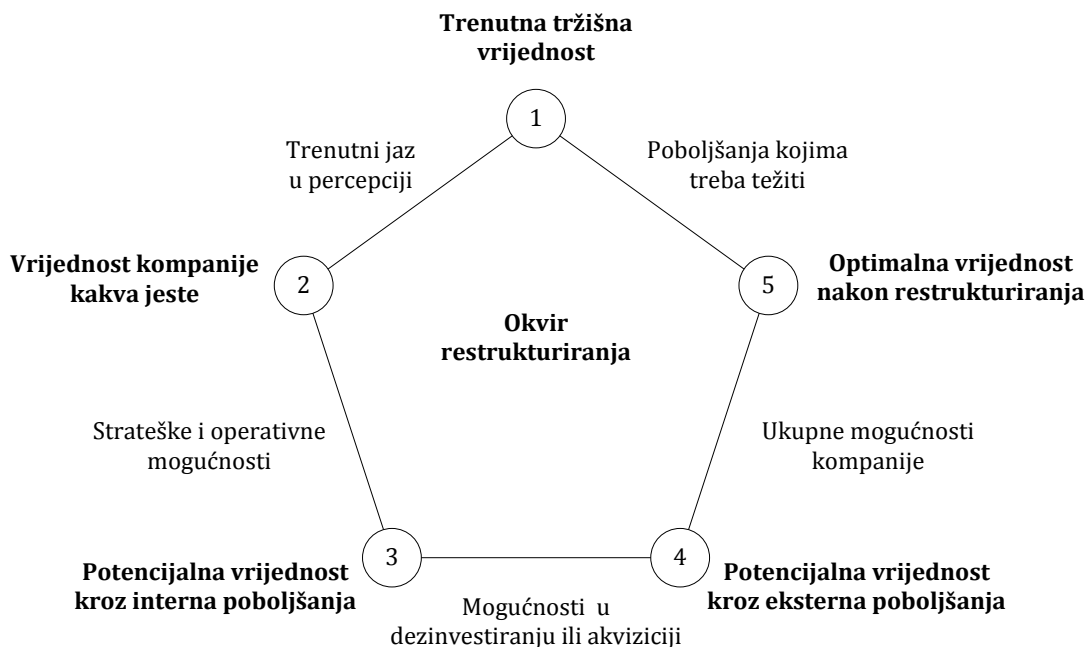 Trenutna tržišna
vrijednost
1
Trenutni jaz
u percepciji
Poboljšanja kojima
treba težiti
Vrijednost kompanije
kakva jeste
2
5
Optimalna vrijednost
nakon restrukturiranja
Okvir
restrukturiranja
Strateške i operativne
mogućnosti
Ukupne mogućnosti
kompanije
3
4
Potencijalna vrijednost
kroz interna poboljšanja
Potencijalna vrijednost
kroz eksterna poboljšanja
Mogućnosti u
dezinvestiranju ili akviziciji